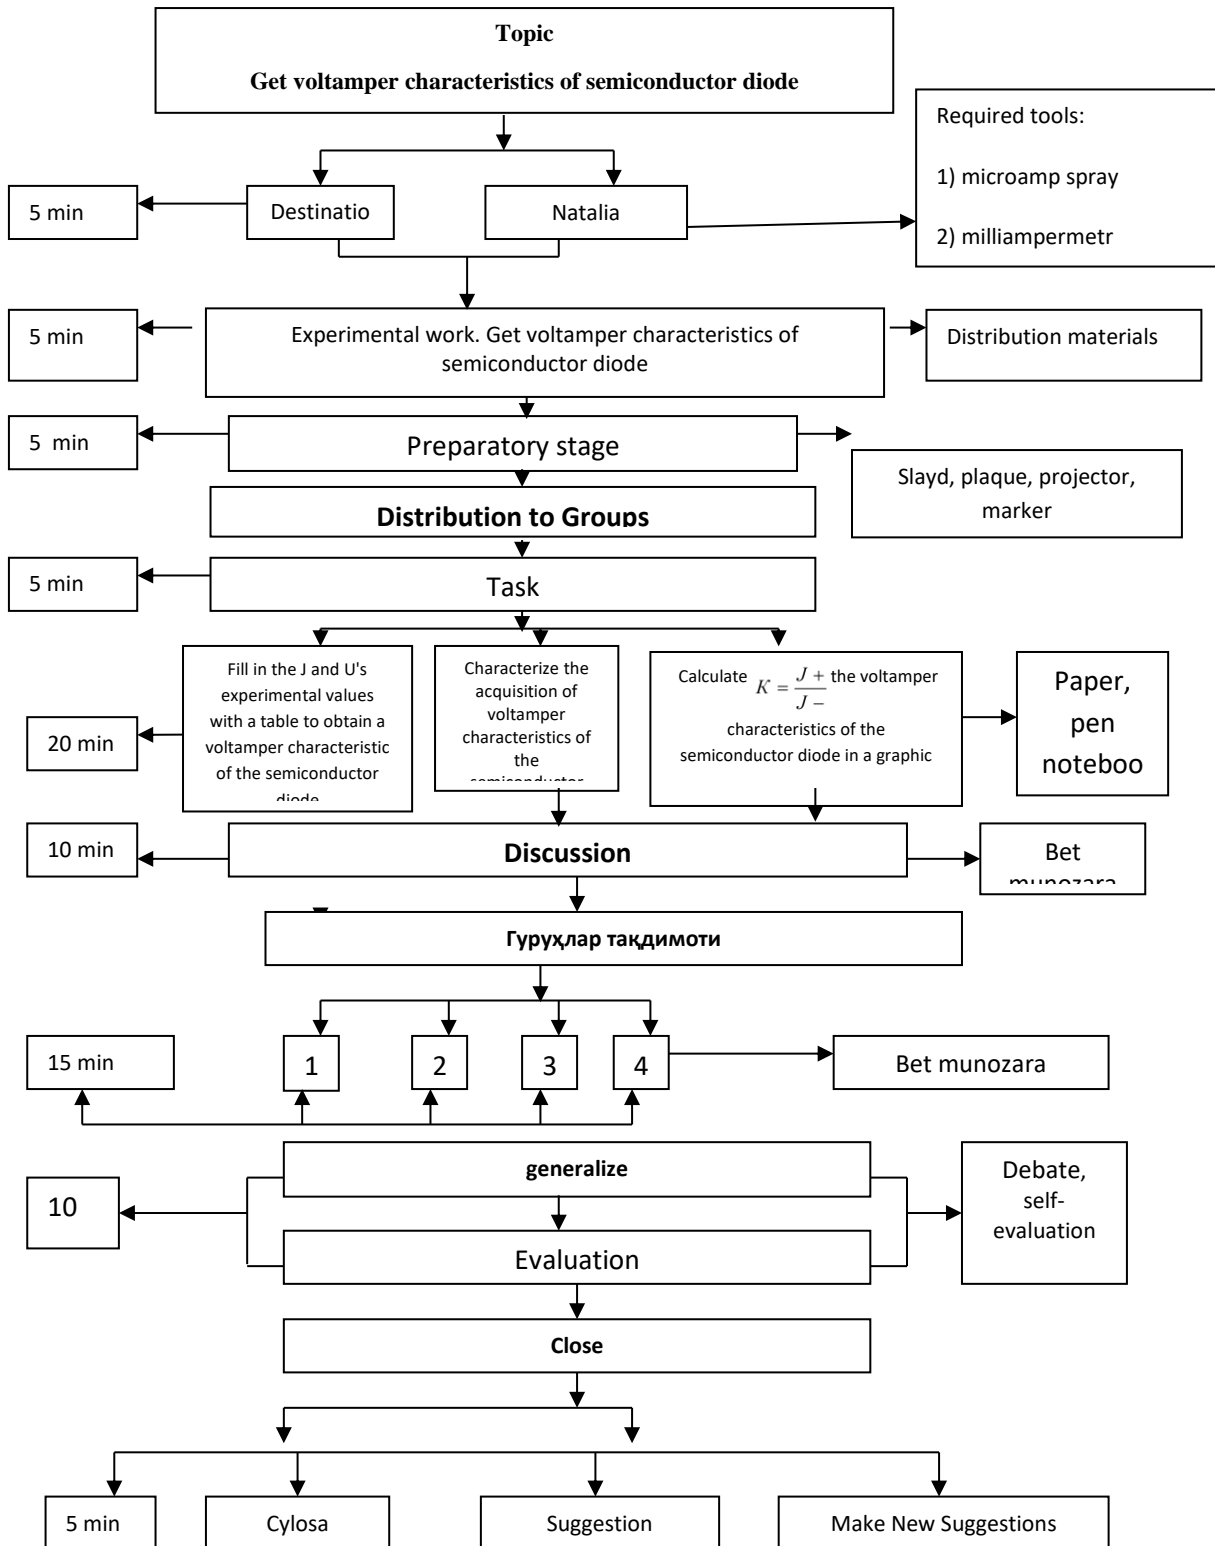 Topic
Get voltamper characteristics of semiconductor diode
Required tools:
1) microamp spray
2) milliampermetr
5 min
Destinatio
Natalia
5 min
Experimental work. Get voltamper characteristics of
semiconductor diode
Distribution materials
5 min
Preparatory stage
Slayd, plaque, projector,
marker
Distribution to Groups
5 min
Task
20 min
Fill in the J and U's
experimental values
with a table to obtain a
voltamper characteristic
of the semiconductor
diode
Characterize the
acquisition of
voltamper
characteristics of
the
semiconductor
Calculate K = J + / J − the voltamper
characteristics of the
semiconductor diode in a graphic
Paper,
pen
noteboo
10 min
Discussion
Bet
munozara
Гуруҳлар тақдимоти
15 min
1
2
3
4
Bet munozara
generalize
10
Debate,
self-
evaluation
Evaluation
Close
5 min
Cylosa
Suggestion
Make New Suggestions